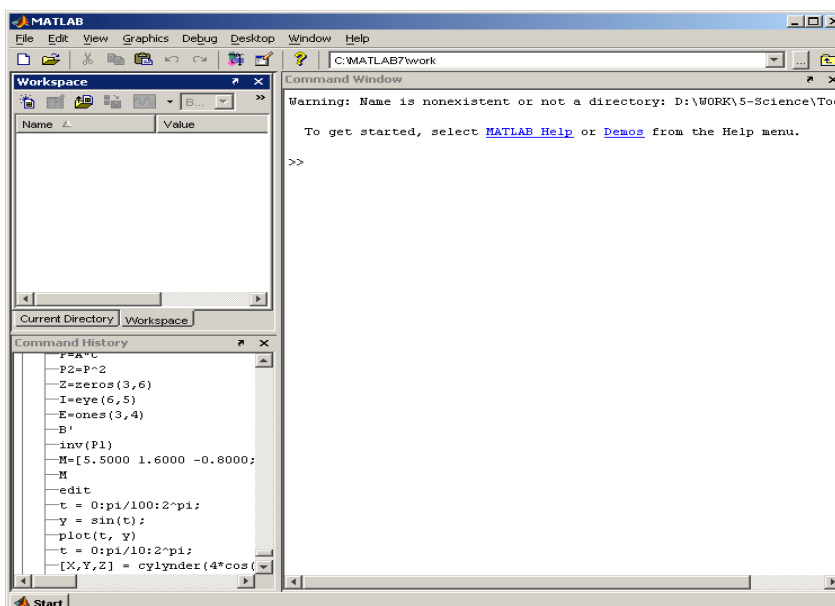 MATLAB
File Edit View Graphics Debug Desktop Window Help
C:\MATLAB7\work ...
Workspace
B... »
Name Value
Current Directory Workspace
Command History
P=A*C
P2=P^2
Z=zeros(3,6)
I=eye(6,5)
E=ones(3,4)
B'
inv(P1)
M=[5.5000 1.6000 -0.8000;
M
edit
t = 0:pi/100:2^pi;
y = sin(t);
plot(t, y)
t = 0:pi/10:2^pi;
[X,Y,Z] = cylynder(4*cos(
Command Window
Warning: Name is nonexistent or not a directory: D:\WORK\5-Science\Too
To get started, select MATLAB Help or Demos from the Help menu.
>>
Start